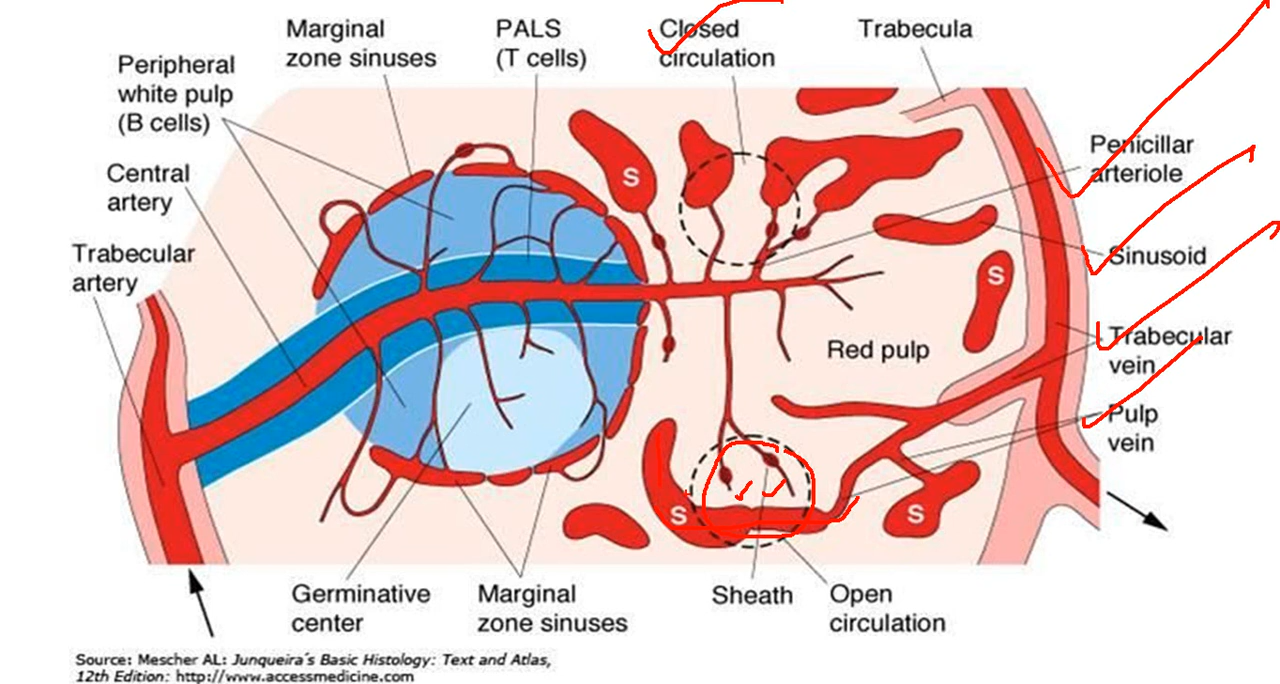 Marginal
zone sinuses
PALS
(T cells)
Closed
circulation
Trabecula
Peripheral
white pulp
(B cells)
Central
artery
Trabecular
artery
Penicillar
arteriole
Sinusoid
Trabecular
vein
Pulp
vein
Red pulp
S
S
S
S
Germinative
center
Marginal
zone sinuses
Sheath
Open
circulation
Source: Mescher AL: Junqueira´s Basic Histology: Text and Atlas,
12th Edition: http://www.accessmedicine.com